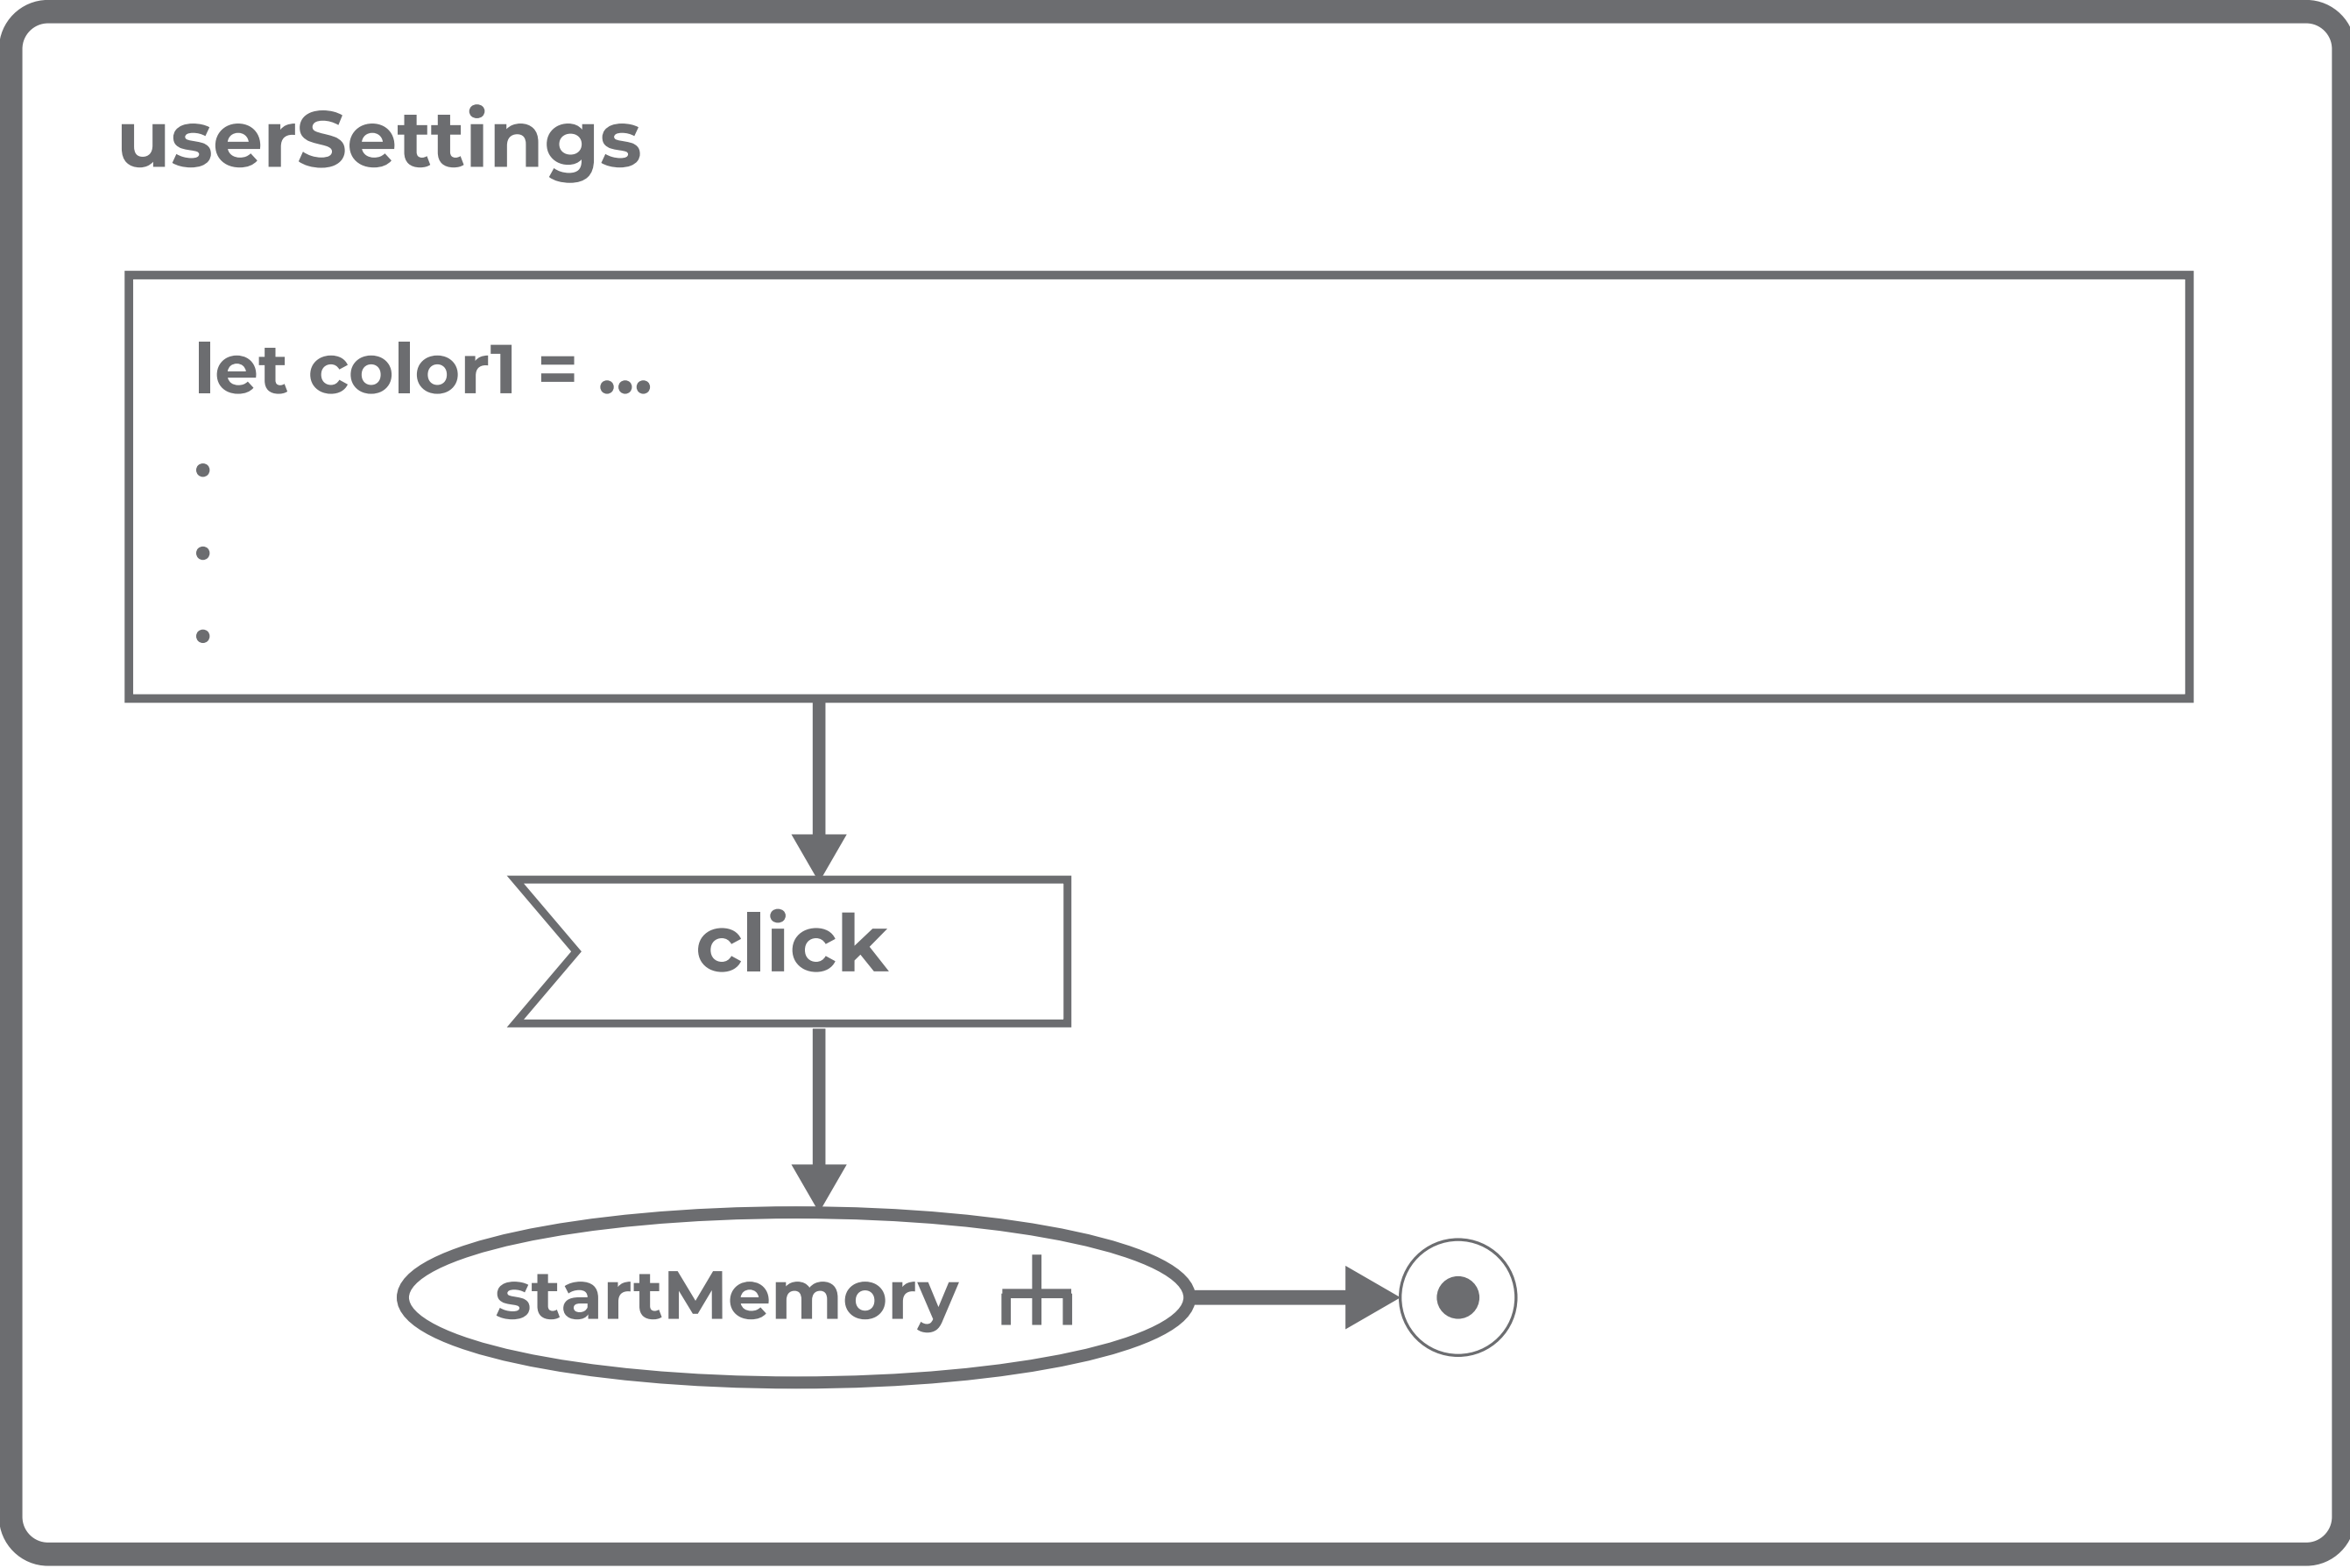 userSettings
let color1 = ...
.
.
.
click
startMemory